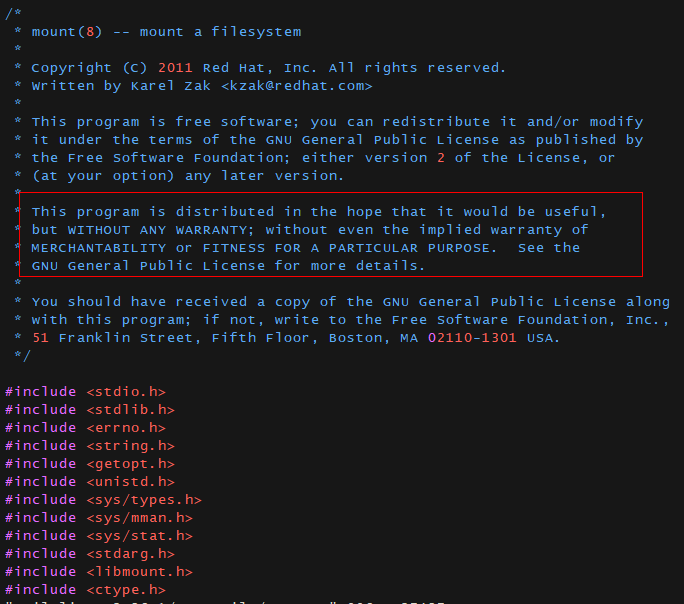 /*
 * mount(8) -- mount a filesystem
 *
 * Copyright (C) 2011 Red Hat, Inc. All rights reserved.
 * Written by Karel Zak <kzak@redhat.com>
 *
 * This program is free software; you can redistribute it and/or modify
 * it under the terms of the GNU General Public License as published by
 * the Free Software Foundation; either version 2 of the License, or
 * (at your option) any later version.
 *
 * This program is distributed in the hope that it would be useful,
 * but WITHOUT ANY WARRANTY; without even the implied warranty of
 * MERCHANTABILITY or FITNESS FOR A PARTICULAR PURPOSE.  See the
 * GNU General Public License for more details.
 *
 * You should have received a copy of the GNU General Public License along
 * with this program; if not, write to the Free Software Foundation, Inc.,
 * 51 Franklin Street, Fifth Floor, Boston, MA 02110-1301 USA.
 */

#include <stdio.h>
#include <stdlib.h>
#include <errno.h>
#include <string.h>
#include <getopt.h>
#include <unistd.h>
#include <sys/types.h>
#include <sys/mman.h>
#include <sys/stat.h>
#include <stdarg.h>
#include <libmount.h>
#include <ctype.h>